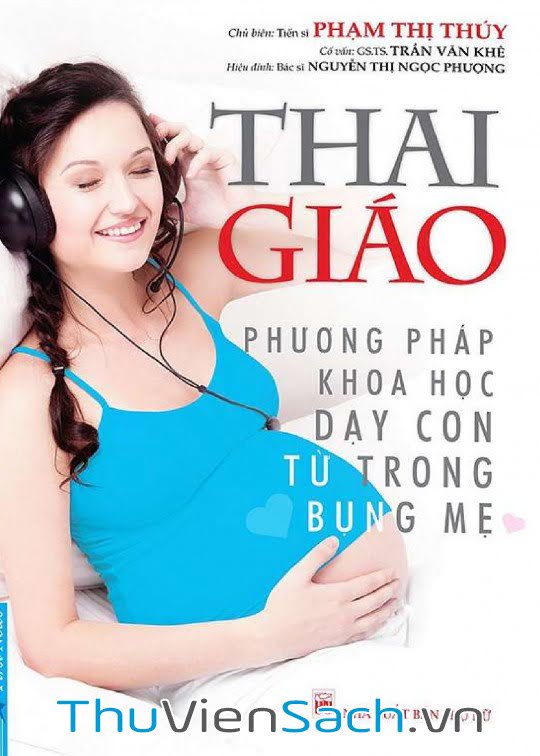 Chủ biên: Tiến sĩ PHẠM THỊ THÚY
Cố vấn: GS.TS. TRẦN VĂN KHÊ
Hiệu đính: Bác sĩ NGUYỄN THỊ NGỌC PHƯỢNG
THAI
GIÁO
PHƯƠNG PHÁP
KHOA HỌC
DẠY CON
TỪ TRONG
BỤNG MẸ
ThuVienSach.vn